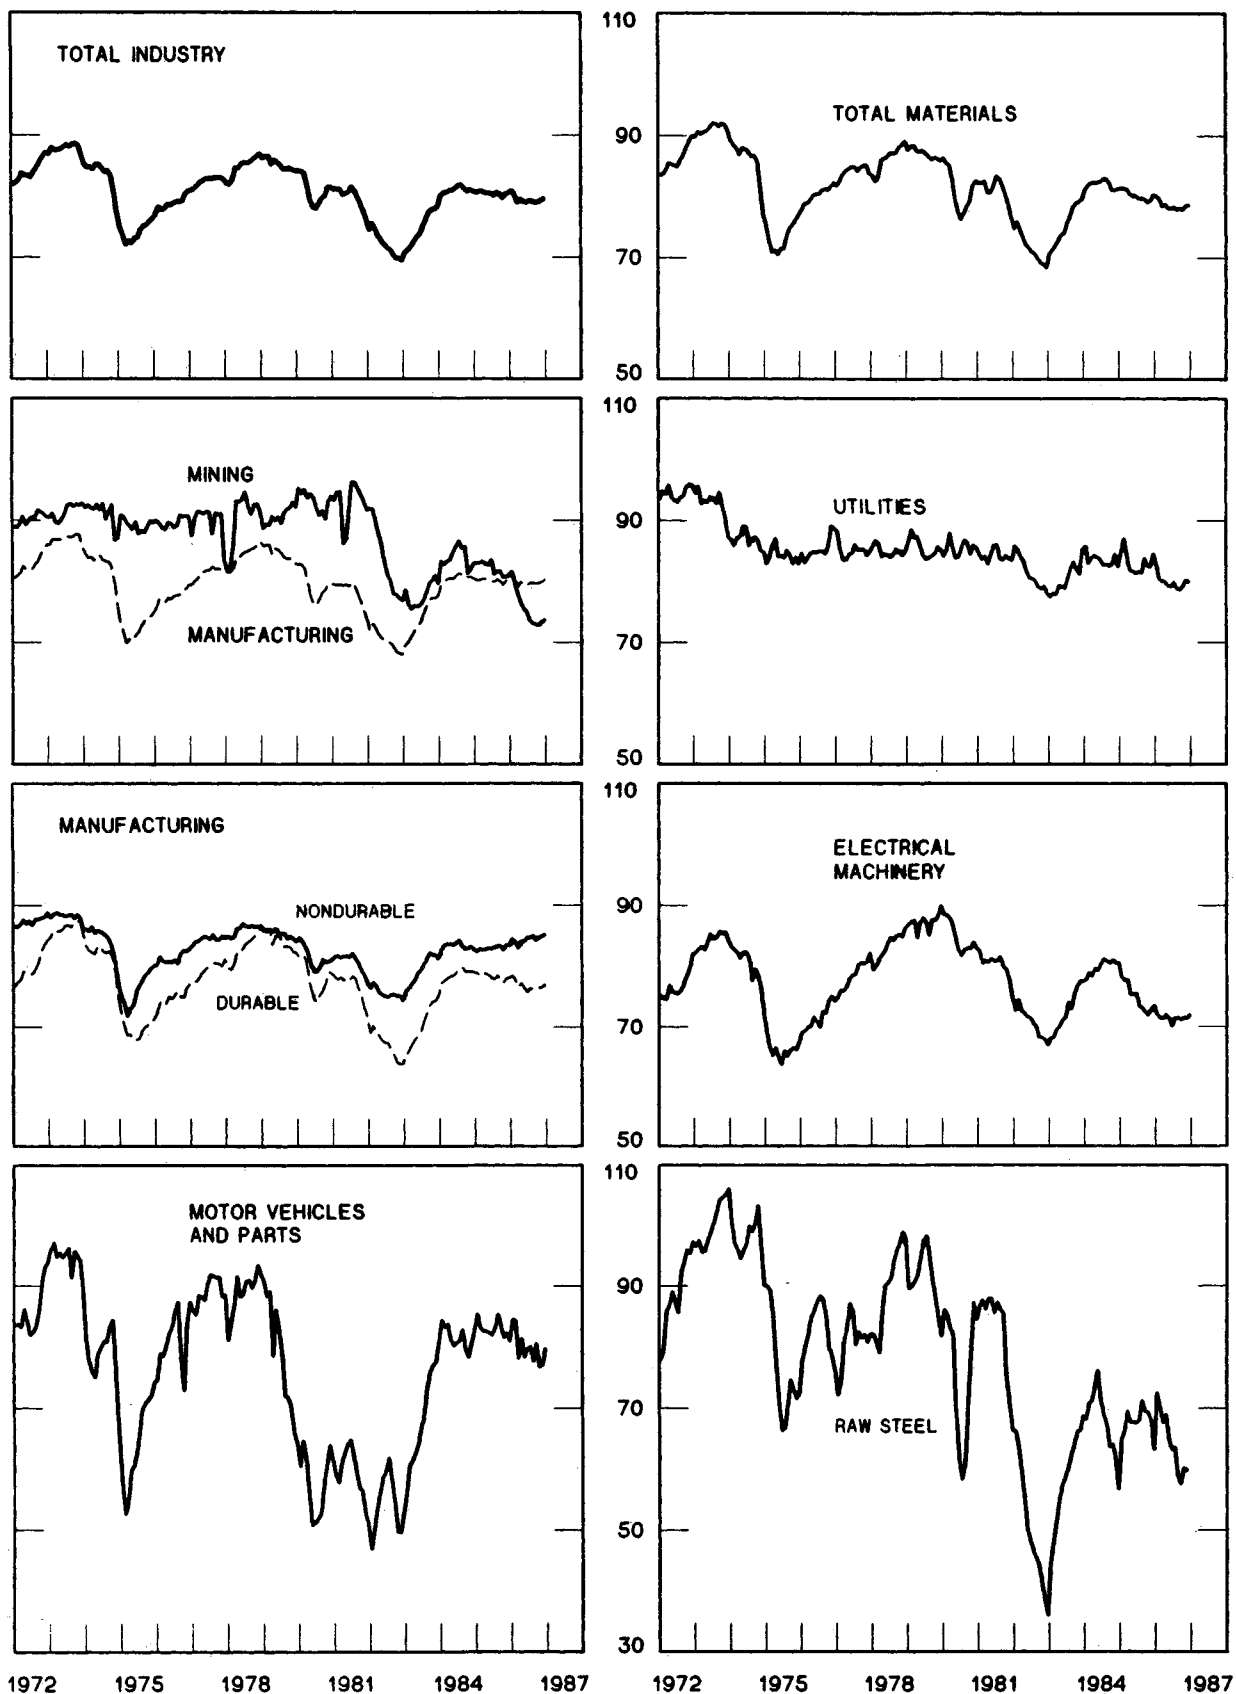 TOTAL INDUSTRY
110
TOTAL MATERIALS
90
70
50
MINING
MANUFACTURING
110
UTILITIES
90
70
50
MANUFACTURING
NONDURABLE
DURABLE
110
ELECTRICAL
MACHINERY
90
70
50
MOTOR VEHICLES
AND PARTS
110
90
70
RAW STEEL
50
30
1972 1975 1978 1981 1984 1987
1972 1975 1978 1981 1984 1987